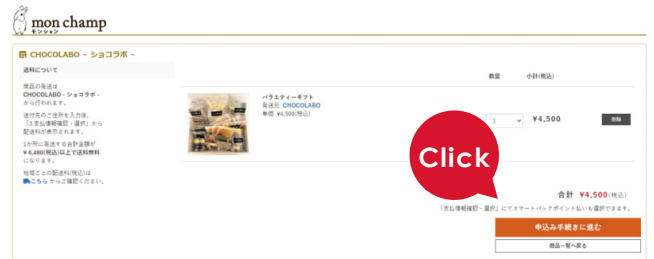 mon champ
モンシャン
CHOCOLABO - ショコラボ -
送料について
商品の発送は
CHOCOLABO - ショコラボ -
から行われます。
送付先のご住所を入力後、
「3.支払情報確認・選択」から
配送料が表示されます。
1か所に発送する合計金額が
¥ 6,480(税込)以上で送料無料
になります。
地域ごとの配送料(税込)は
こちら からご確認ください。
数量 小計(税込)
バラエティーギフト
発送元 CHOCOLABO
単価 ¥4,500(税込)
1 ¥4,500 削除
Click
合計 ¥4,500(税込)
「支払情報確認・選択」にてスマートバックポイント払いも選択できます。
申込み手続きに進む
商品一覧へ戻る